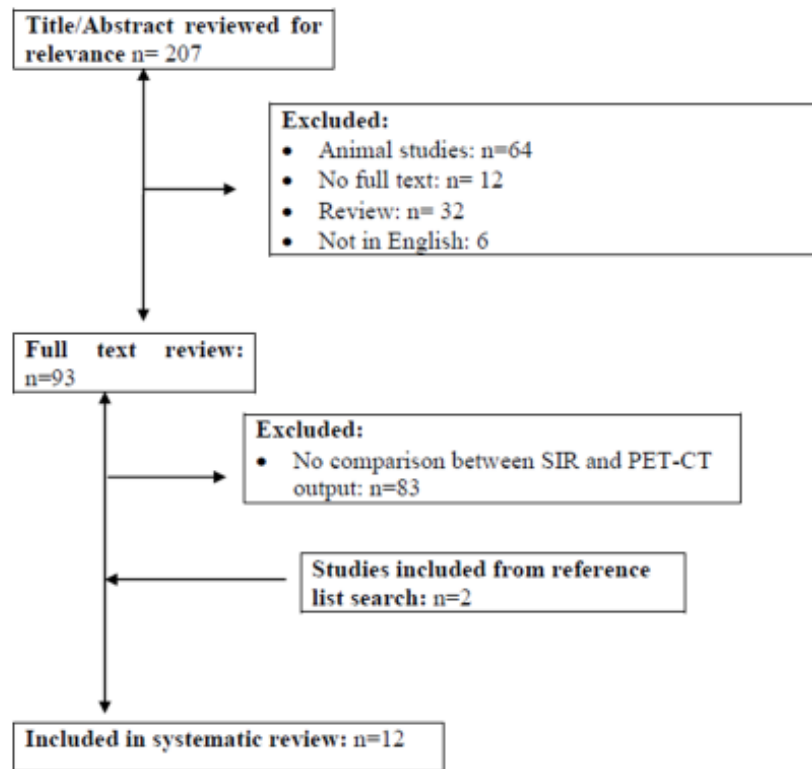 Title/Abstract reviewed for
relevance n= 207
Excluded:
• Animal studies: n=64
• No full text: n= 12
• Review: n= 32
• Not in English: 6
Full text review:
n=93
Excluded:
• No comparison between SIR and PET-CT
output: n=83
Studies included from reference
list search: n=2
Included in systematic review: n=12